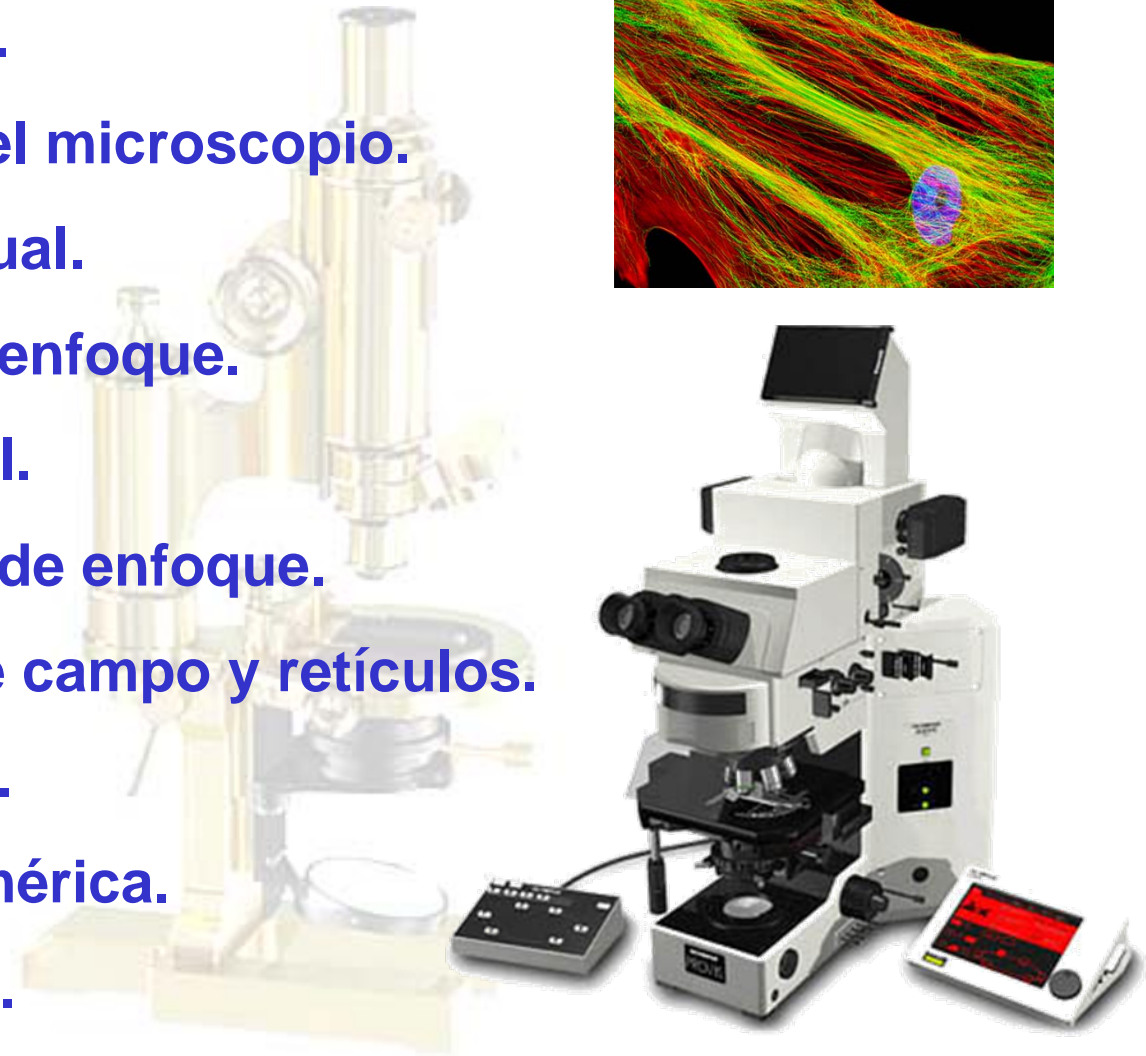 .
el microscopio.
ual.
enfoque.
l.
de enfoque.
e campo y retículos.
.
nérica.
.